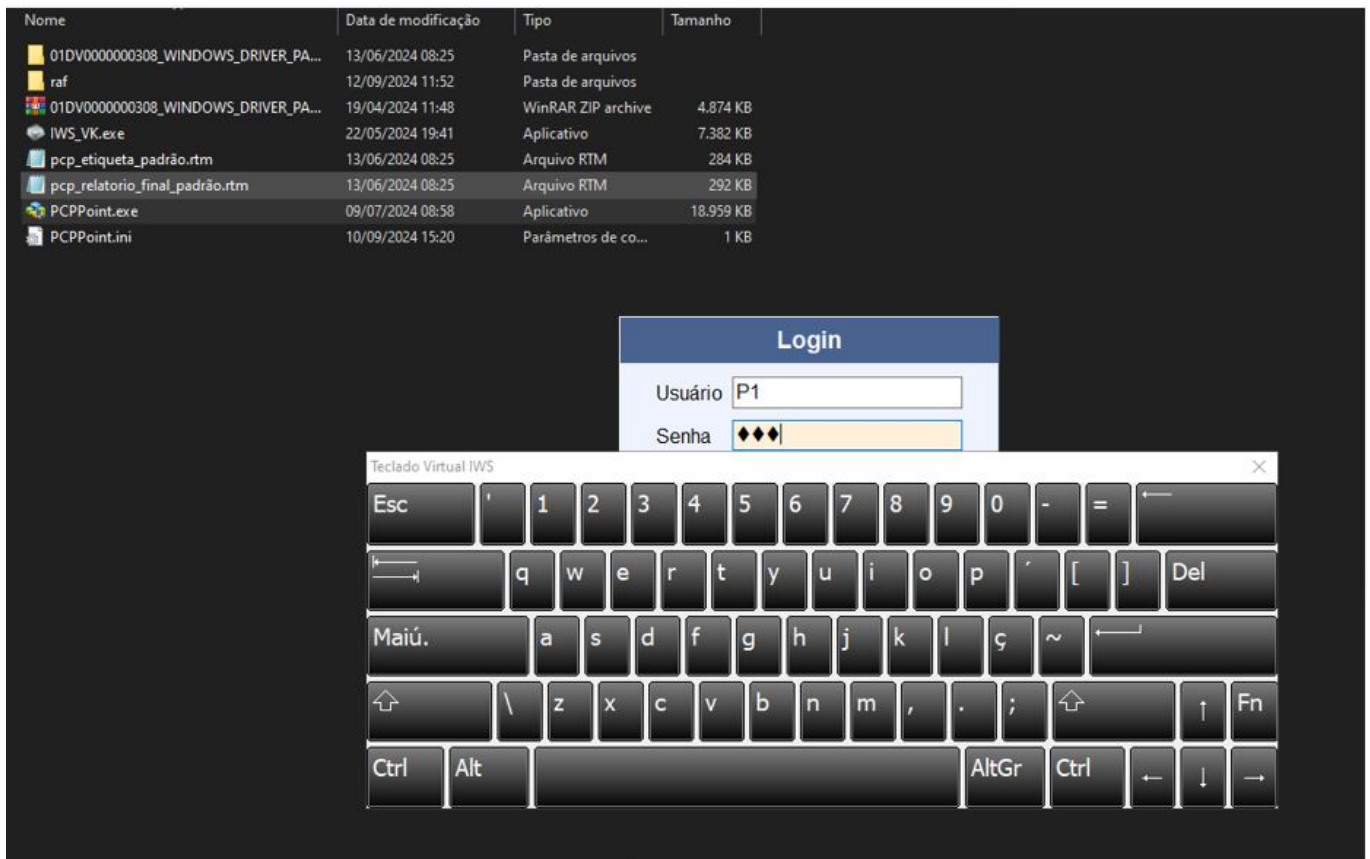 Nome Data de modificação Tipo Tamanho
01DV0000000308_WINDOWS_DRIVER_PA... 13/06/2024 08:25 Pasta de arquivos
raf 12/09/2024 11:52 Pasta de arquivos
01DV0000000308_WINDOWS_DRIVER_PA... 19/04/2024 11:48 WinRAR ZIP archive 4.874 KB
IWS_VK.exe 22/05/2024 19:41 Aplicativo 7.382 KB
pcp_etiqueta_padrão.rtm 13/06/2024 08:25 Arquivo RTM 284 KB
pcp_relatorio_final_padrão.rtm 13/06/2024 08:25 Arquivo RTM 292 KB
PCPPoint.exe 09/07/2024 08:58 Aplicativo 18.959 KB
PCPPoint.ini 10/09/2024 15:20 Parâmetros de co... 1 KB
Login
Usuário P1
Senha ♦♦♦
Teclado Virtual IWS
Esc ' 1 2 3 4 5 6 7 8 9 0 - = ←
q w e r t y u i o p ´ [ ] Del
Maiú. a s d f g h j k l ç ~
\ z x c v b n m , . ; ↑ Fn
Ctrl Alt AltGr Ctrl ← ↓ →